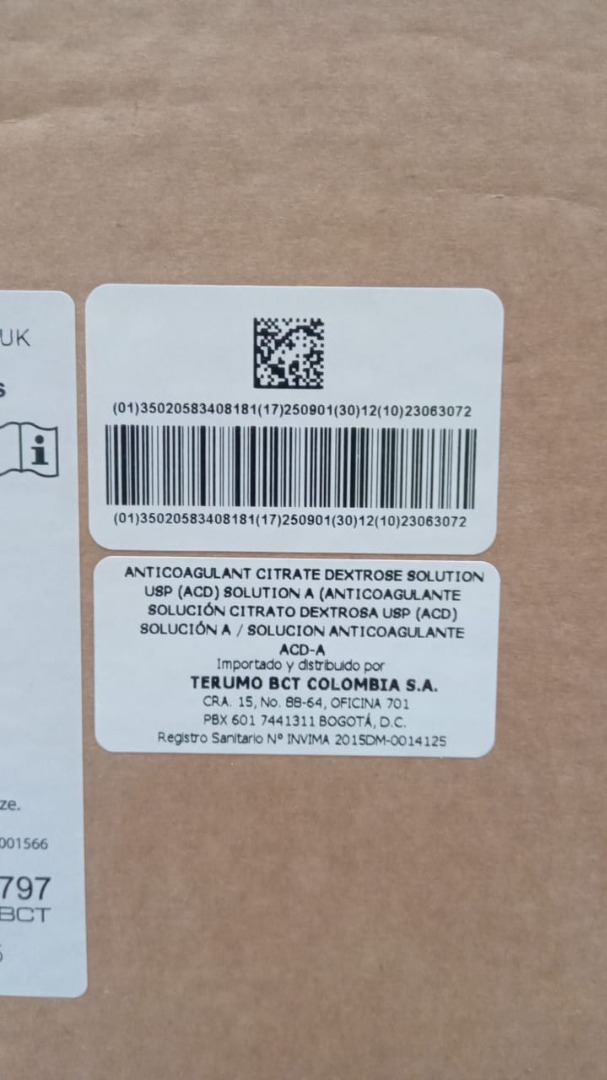 UK
s
(01)35020583408181(17)250901(30)12(10)23063072
(01)35020583408181(17)250901(30)12(10)23063072
ANTICOAGULANT CITRATE DEXTROSE SOLUTION
USP (ACD) SOLUTION A (ANTICOAGULANTE
SOLUCIÓN CITRATO DEXTROSA USP (ACD)
SOLUCIÓN A / SOLUCION ANTICOAGULANTE
ACD-A
Importado y distribuido por
TERUMO BCT COLOMBIA S.A.
CRA. 15, No. 88-64, OFICINA 701
PBX 601 7441311 BOGOTÁ, D.C.
Registro Sanitario Nº INVIMA 2015DM-0014125
ze.
001566
797
BCT